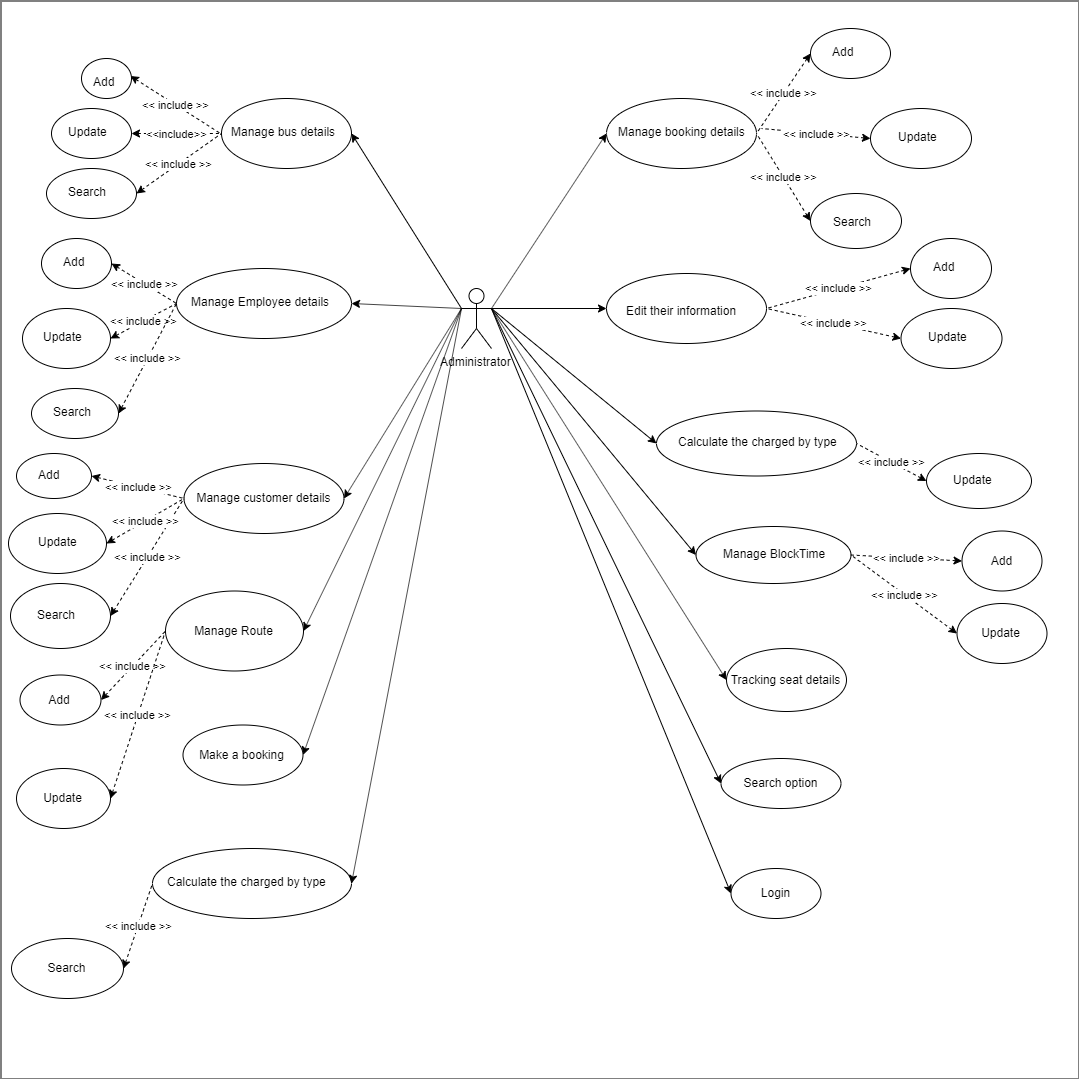 Add
<< include >>
Update
<<include>>
Manage bus details
<< include >>
Search
Add
<< include >>
Manage Employee details
<< include >>
Update
<< include >>
Search
Add
<< include >>
Manage customer details
<< include >>
Update
<< include >>
Search
Manage Route
<< include >>
Add
<< include >>
Make a booking
Update
Calculate the charged by type
<< include >>
Search
Administrator
Add
<< include >>
Manage booking details
<< include >>
Update
<< include >>
Search
Add
<< include >>
Edit their information
<< include >>
Update
Calculate the charged by type
<< include >>
Update
Manage BlockTime
<< include >>
Add
<< include >>
Update
Tracking seat details
Search option
Login